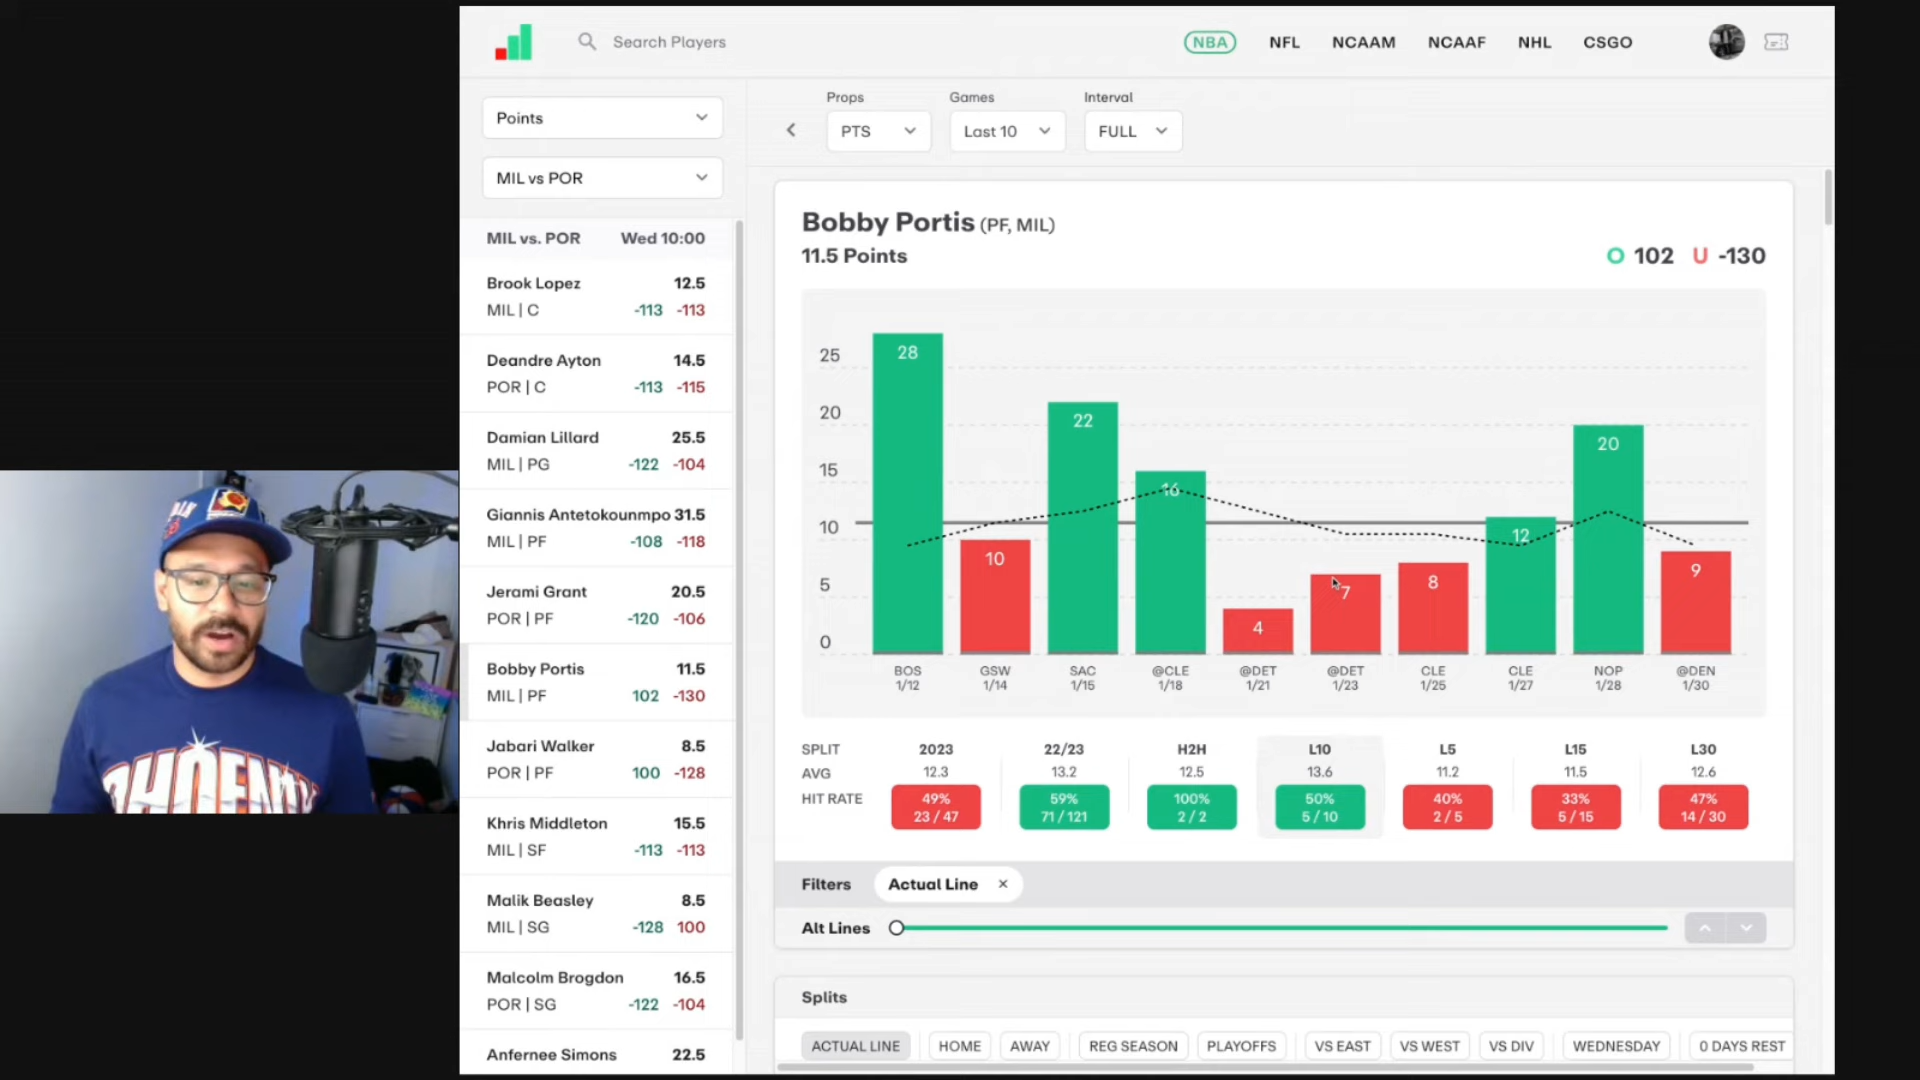 Search Players
NBA NFL NCAAM NCAAF NHL CSGO
Points
MIL vs POR
MIL vs. POR Wed 10:00
Brook Lopez 12.5
MIL | C -113 -113
Deandre Ayton 14.5
POR | C -113 -115
Damian Lillard 25.5
MIL | PG -122 -104
Giannis Antetokounmpo 31.5
MIL | PF -108 -118
Jerami Grant 20.5
POR | PF -120 -106
Bobby Portis 11.5
MIL | PF 102 -130
Jabari Walker 8.5
POR | PF 100 -128
Khris Middleton 15.5
MIL | SF -113 -113
Malik Beasley 8.5
MIL | SG -128 100
Malcolm Brogdon 16.5
POR | SG -122 -104
Anfernee Simons 22.5
Props Games Interval
PTS Last 10 FULL
Bobby Portis (PF, MIL)
11.5 Points O 102 U -130
25
20
15
10
5
0
28 10 22 16 4 7 8 12 20 9
BOS GSW SAC @CLE @DET @DET CLE CLE NOP @DEN
1/12 1/14 1/15 1/18 1/21 1/23 1/25 1/27 1/28 1/30
SPLIT 2023 22/23 H2H L10 L5 L15 L30
AVG 12.3 13.2 12.5 13.6 11.2 11.5 12.6
HIT RATE 49% 59% 100% 50% 40% 33% 47%
23 / 47 71 / 121 2 / 2 5 / 10 2 / 5 5 / 15 14 / 30
Filters Actual Line ×
Alt Lines
Splits
ACTUAL LINE HOME AWAY REG SEASON PLAYOFFS VS EAST VS WEST VS DIV WEDNESDAY 0 DAYS REST